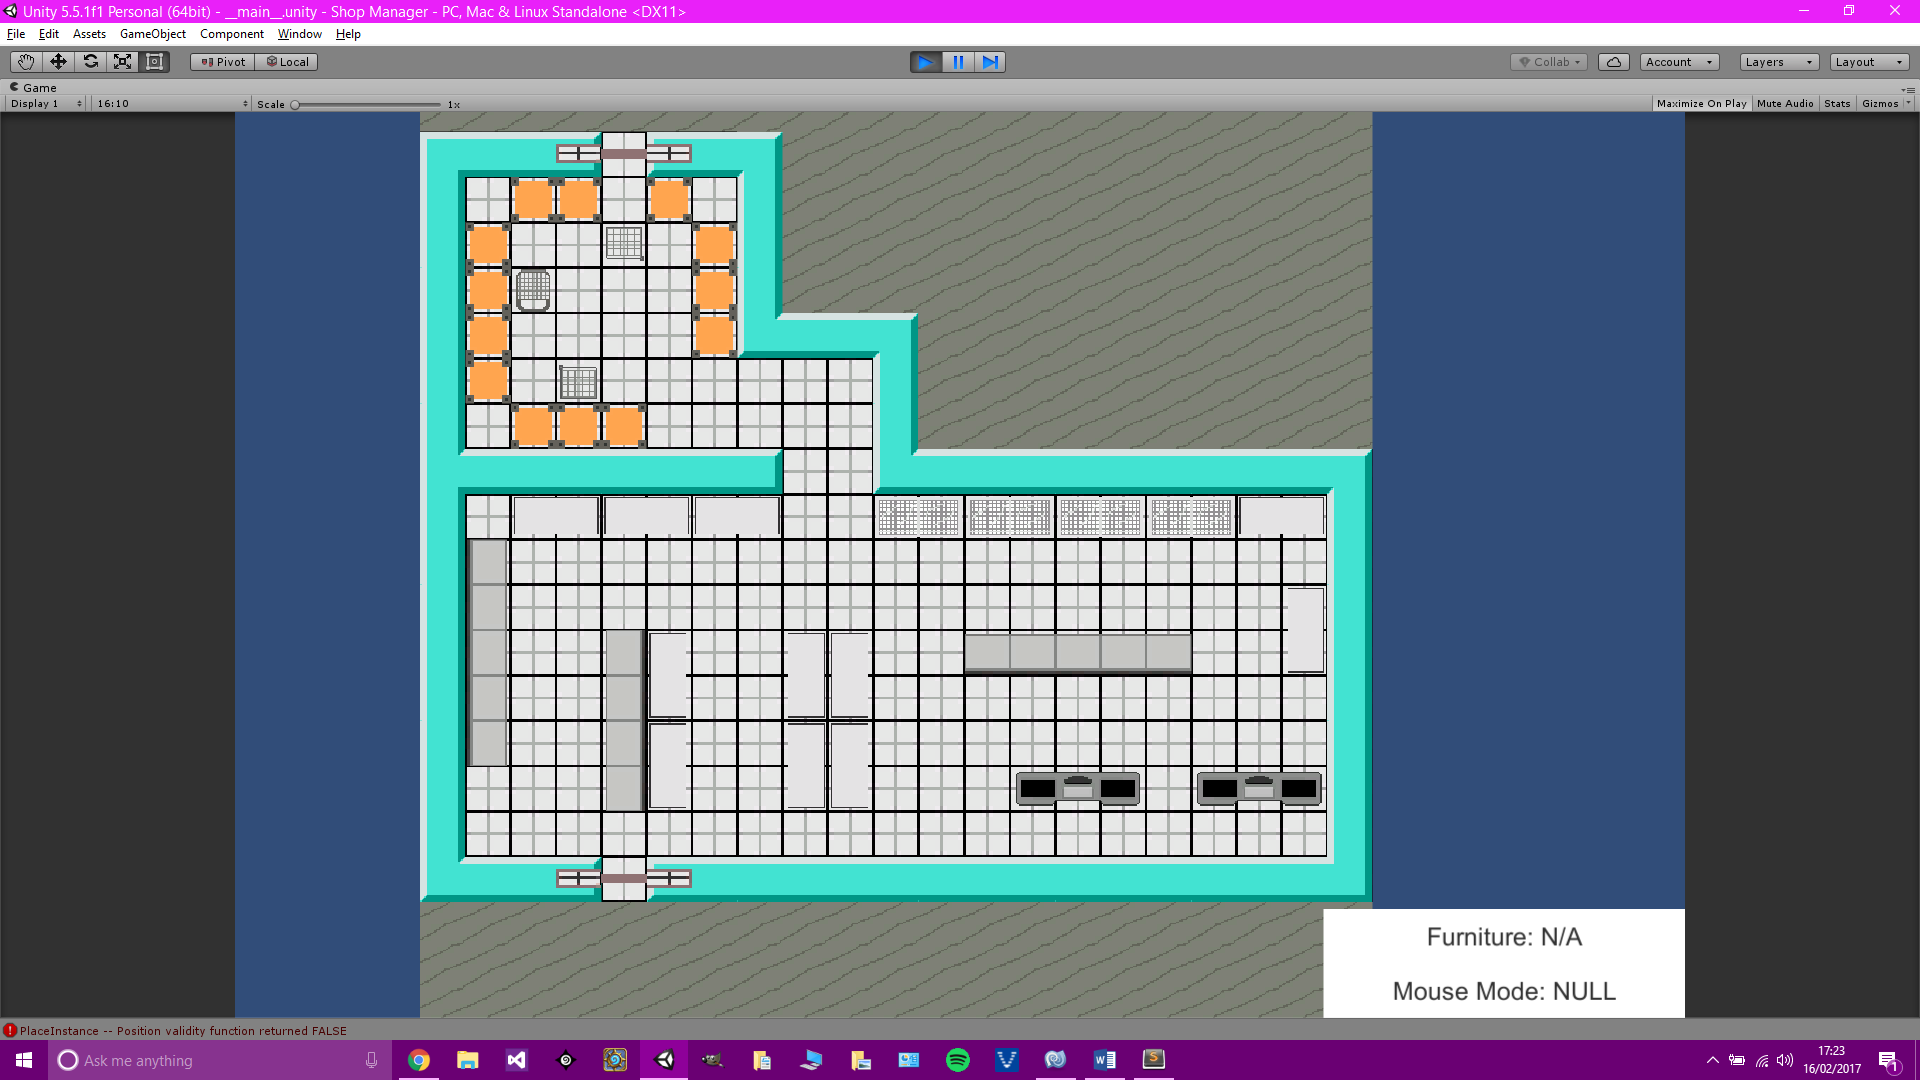 Unity 5.5.1f1 Personal (64bit) - __main__.unity - Shop Manager - PC, Mac & Linux Standalone <DX11>
File Edit Assets GameObject Component Window Help
Pivot Local Collab Account Layers Layout
Game
Display 1 16:10 Scale 1x Maximize On Play Mute Audio Stats Gizmos
Furniture: N/A
Mouse Mode: NULL
PlaceInstance -- Position validity function returned FALSE
Ask me anything
17:23
16/02/2017
1